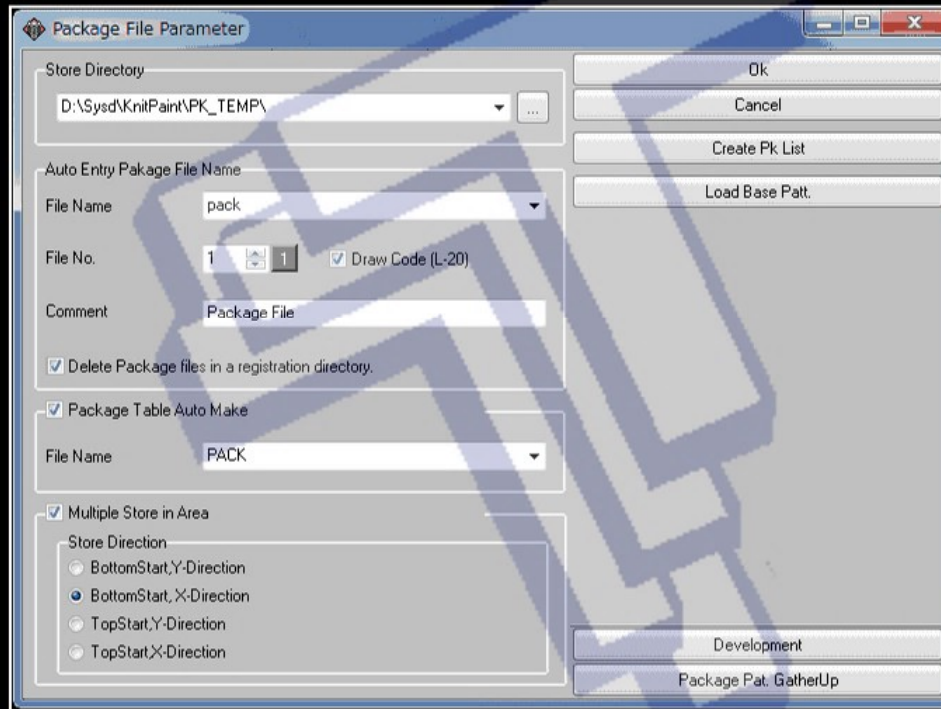 Package File Parameter
Store Directory
D:\Sysd\KnitPaint\PK_TEMP\
...
Auto Entry Pakage File Name
File Name pack
File No. 1 1 Draw Code (L-20)
Comment Package File
Delete Package files in a registration directory.
Package Table Auto Make
File Name PACK
Multiple Store in Area
Store Direction
BottomStart,Y-Direction
BottomStart, X-Direction
TopStart,Y-Direction
TopStart,X-Direction
Ok
Cancel
Create Pk List
Load Base Patt.
Development
Package Pat. GatherUp